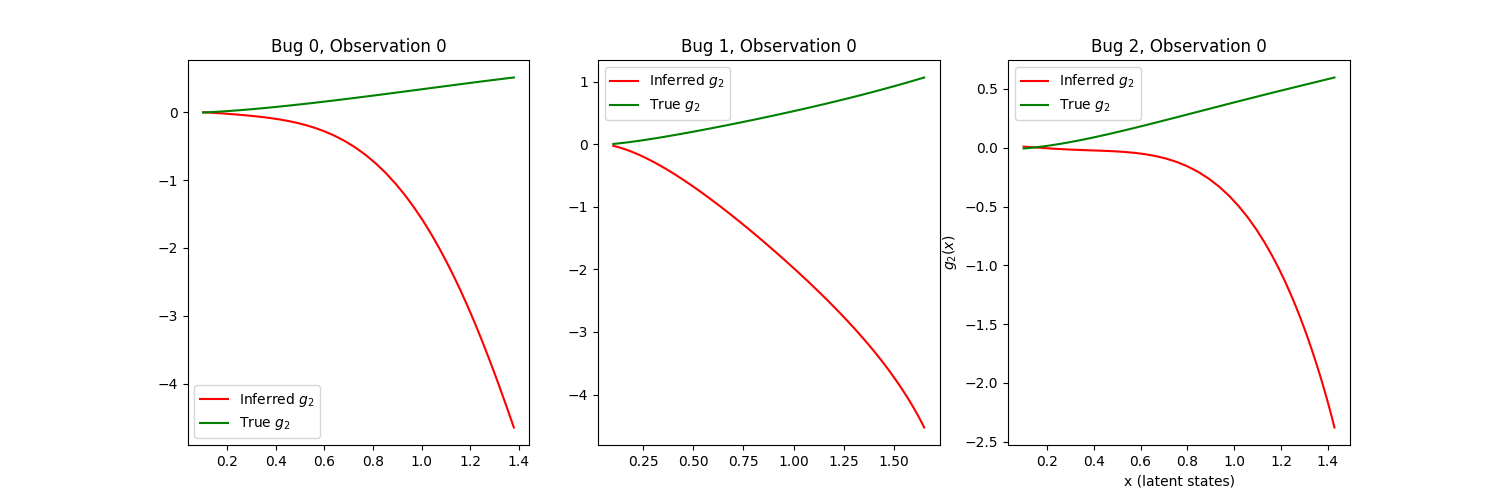 Bug 0, Observation 0
0
−1
−2
−3
−4
0.2 0.4 0.6 0.8 1.0 1.2 1.4
Inferred g₂
True g₂
Bug 1, Observation 0
1
0
−1
−2
−3
−4
0.25 0.50 0.75 1.00 1.25 1.50
Inferred g₂
True g₂
Bug 2, Observation 0
g₂(x)
0.5
0.0
−0.5
−1.0
−1.5
−2.0
−2.5
0.2 0.4 0.6 0.8 1.0 1.2 1.4
x (latent states)
Inferred g₂
True g₂